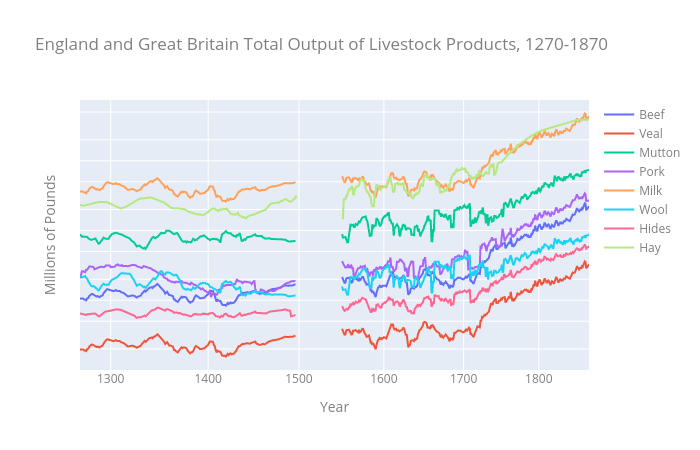 England and Great Britain Total Output of Livestock Products, 1270-1870
Millions of Pounds
Beef
Veal
Mutton
Pork
Milk
Wool
Hides
Hay
1300 1400 1500 1600 1700 1800
Year